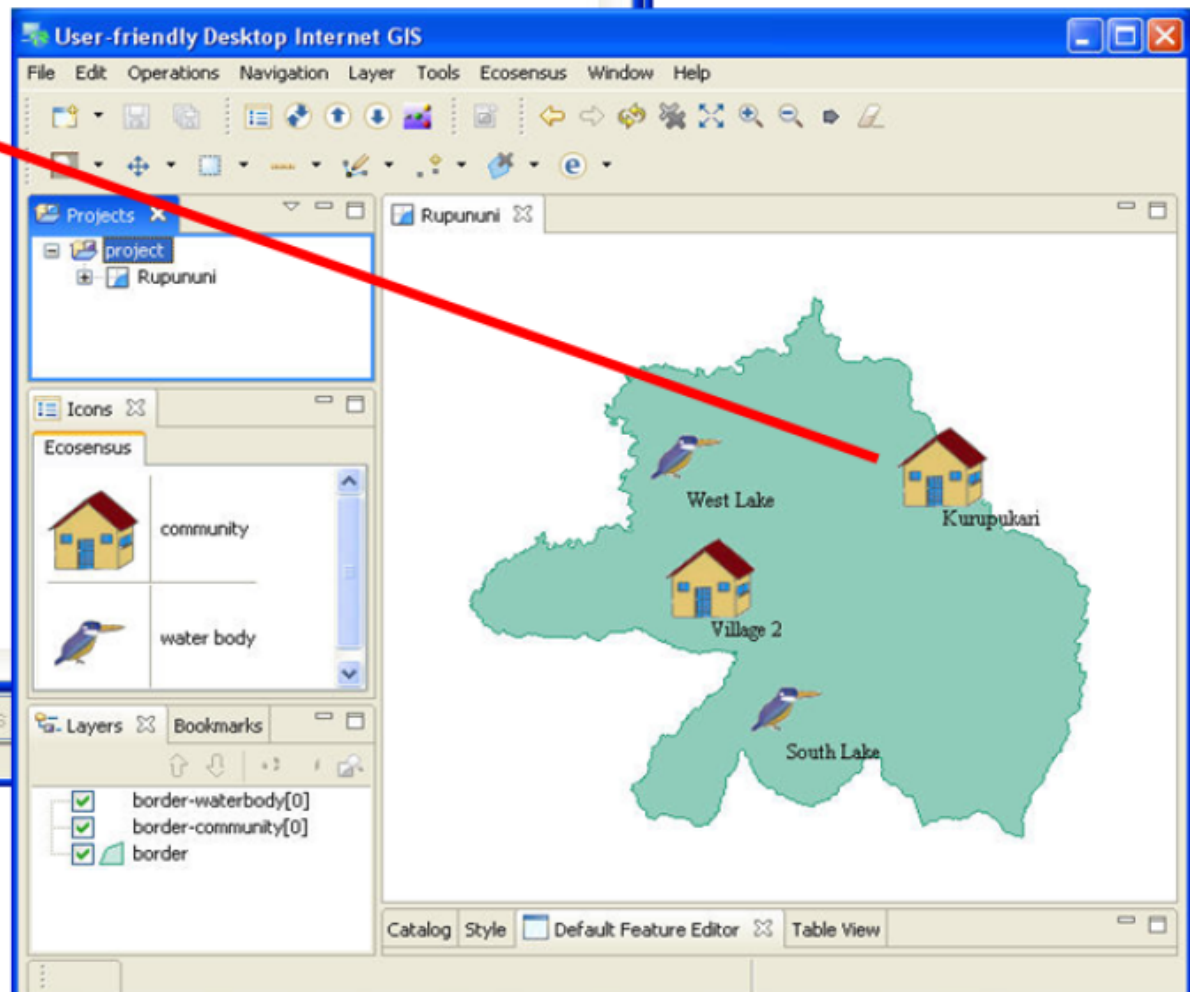 User-friendly Desktop Internet GIS
File Edit Operations Navigation Layer Tools Ecosensus Window Help
Projects
project
Rupununi
Icons
Ecosensus
community
water body
Layers Bookmarks
border-waterbody[0]
border-community[0]
border
Rupununi
West Lake
Kurupukari
Village 2
South Lake
Catalog Style Default Feature Editor Table View